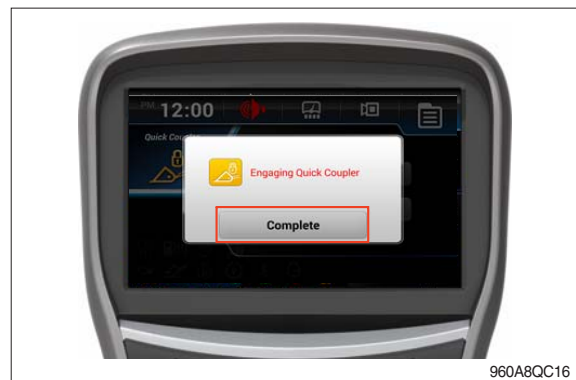 PM 12:00
Quick Coupler
Engaging Quick Coupler
Complete
960A8QC16